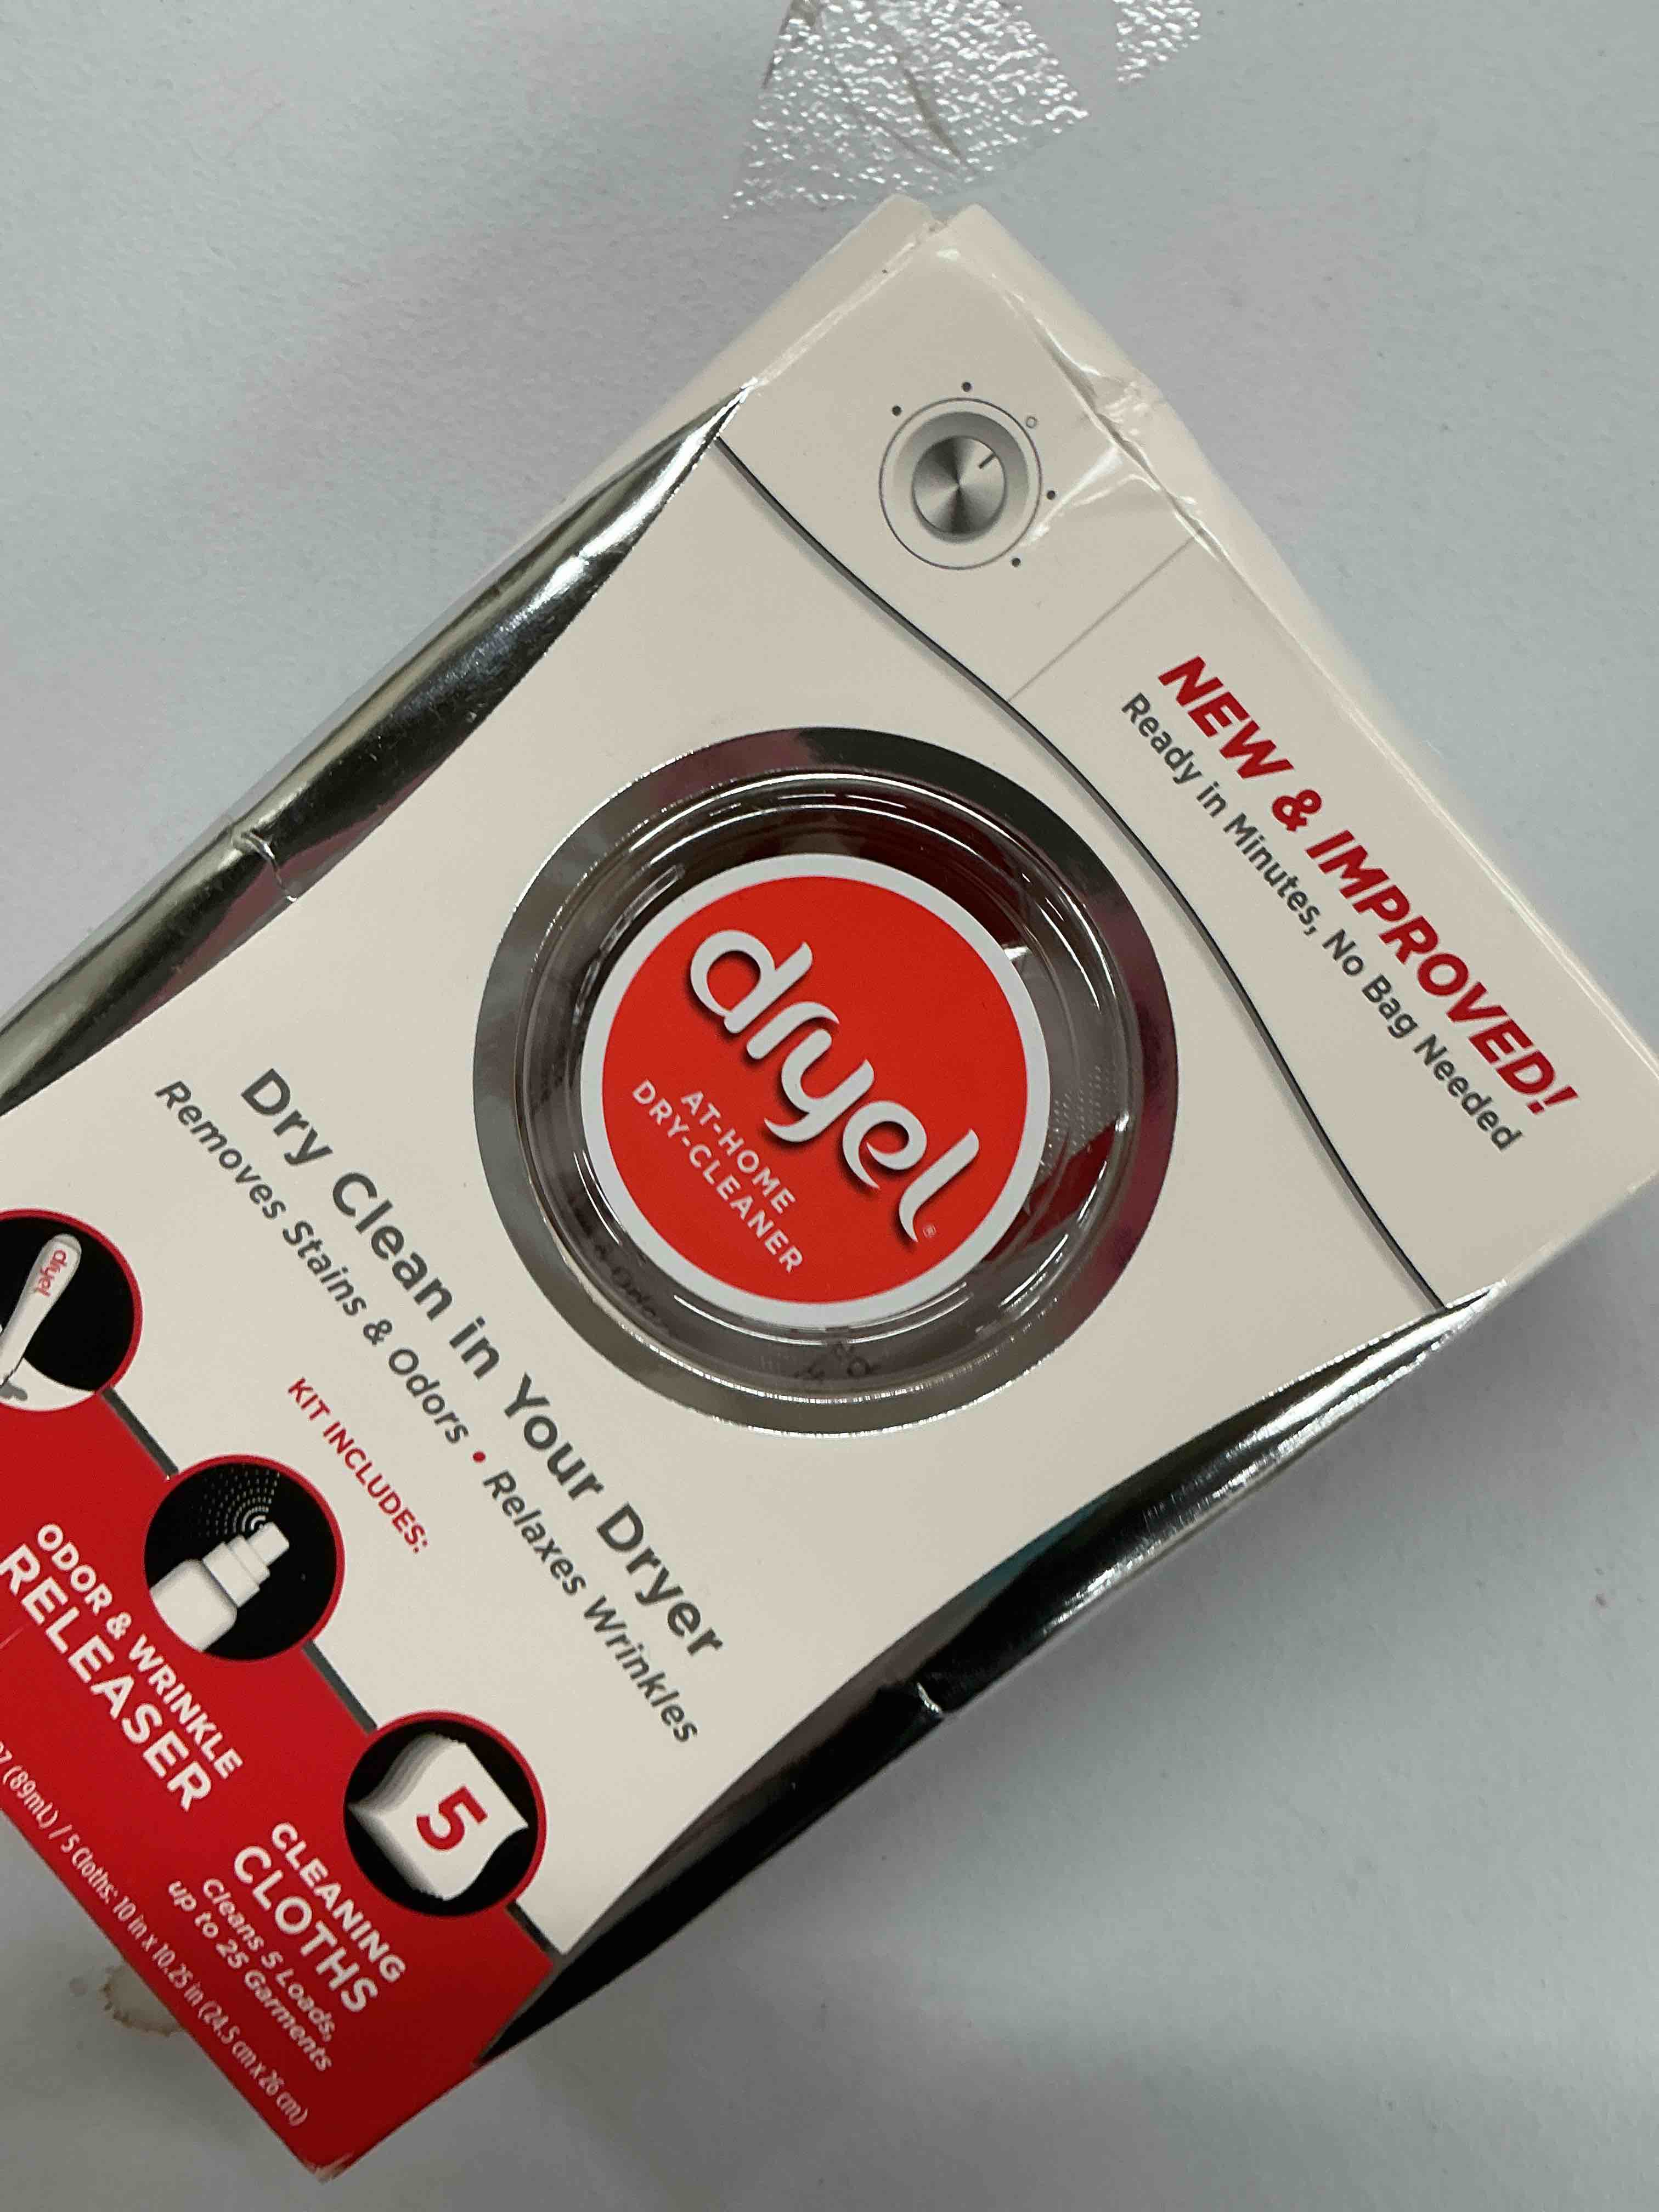 NEW & IMPROVED!
Ready in Minutes, No Bag Needed
dryel®
AT-HOME
DRY-CLEANER
Dry Clean in Your Dryer
Removes Stains & Odors • Relaxes Wrinkles
KIT INCLUDES:
dryel
ODOR & WRINKLE
RELEASER
5
CLEANING
CLOTHS
Cleans 5 Loads,
up to 25 Garments
(89mL) / 5 Cloths: 10 in x 10.25 in (24.5 cm x 26 cm)